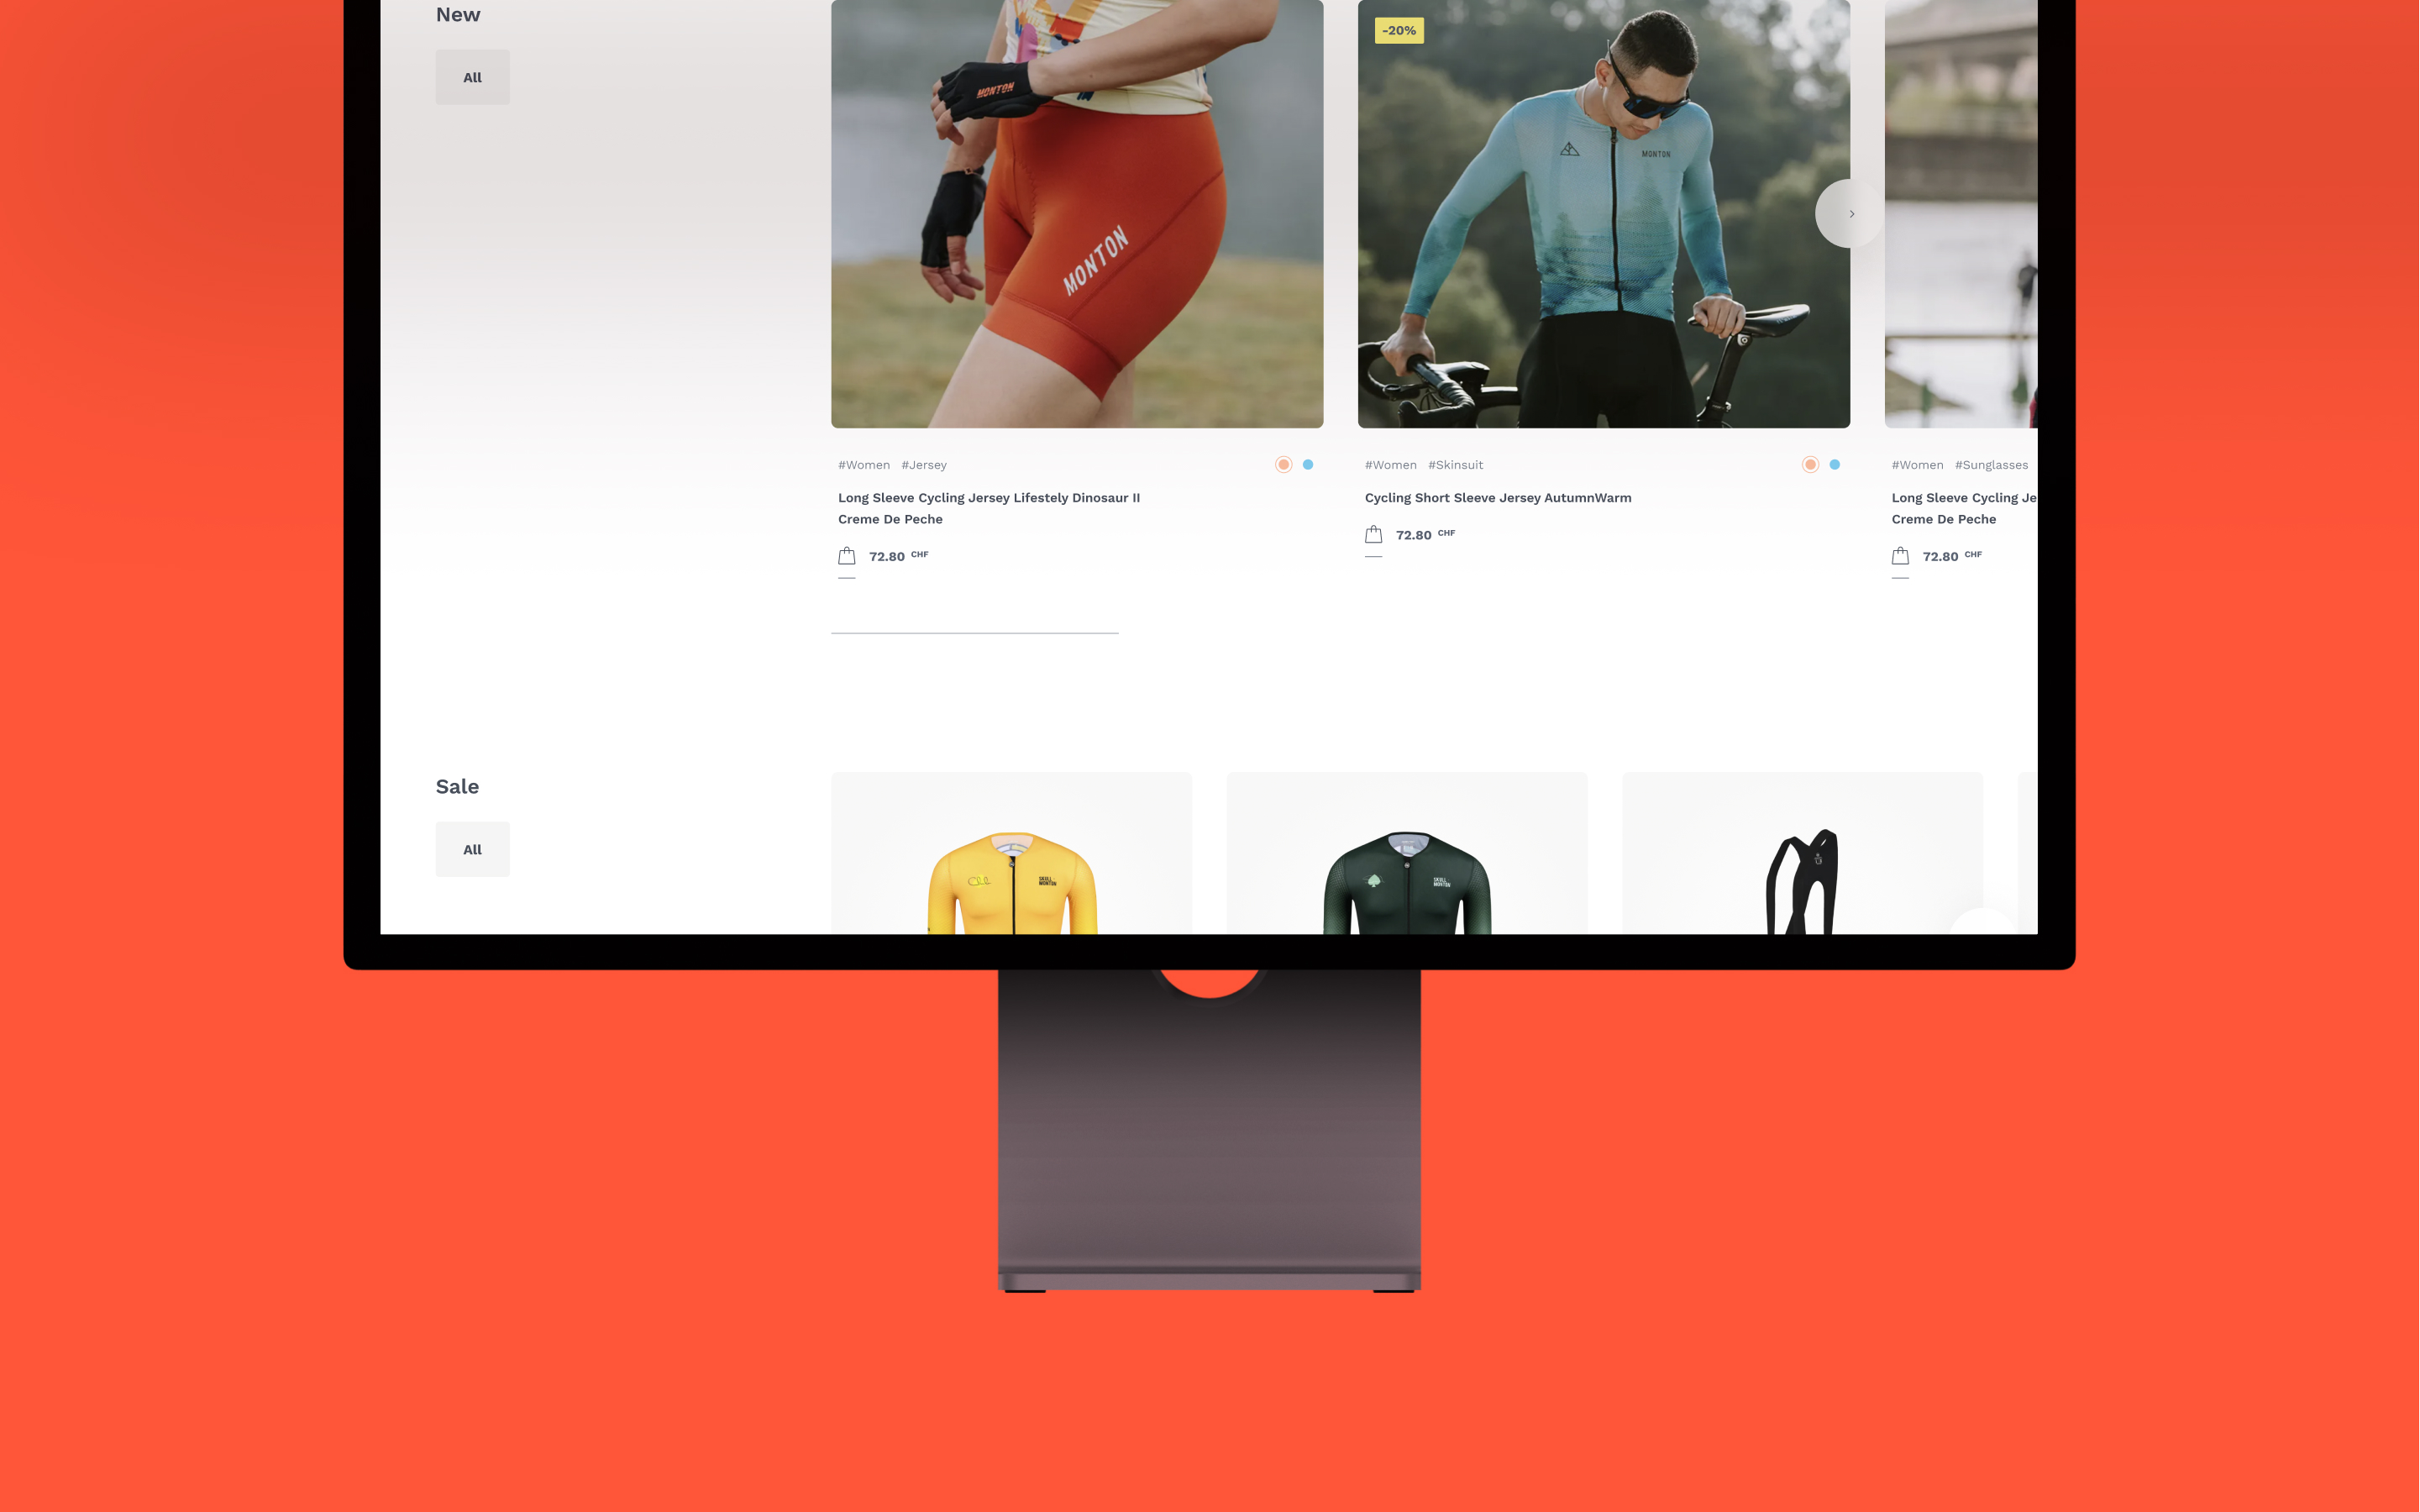 New
All
MONTON
MONTON
-20%
MONTON
#Women #Jersey
Long Sleeve Cycling Jersey Lifestely Dinosaur II
Creme De Peche
72.80 CHF
#Women #Skinsuit
Cycling Short Sleeve Jersey AutumnWarm
72.80 CHF
#Women #Sunglasses
Long Sleeve Cycling Je
Creme De Peche
72.80 CHF
Sale
All
SKULL
MONTON
SKULL
MONTON